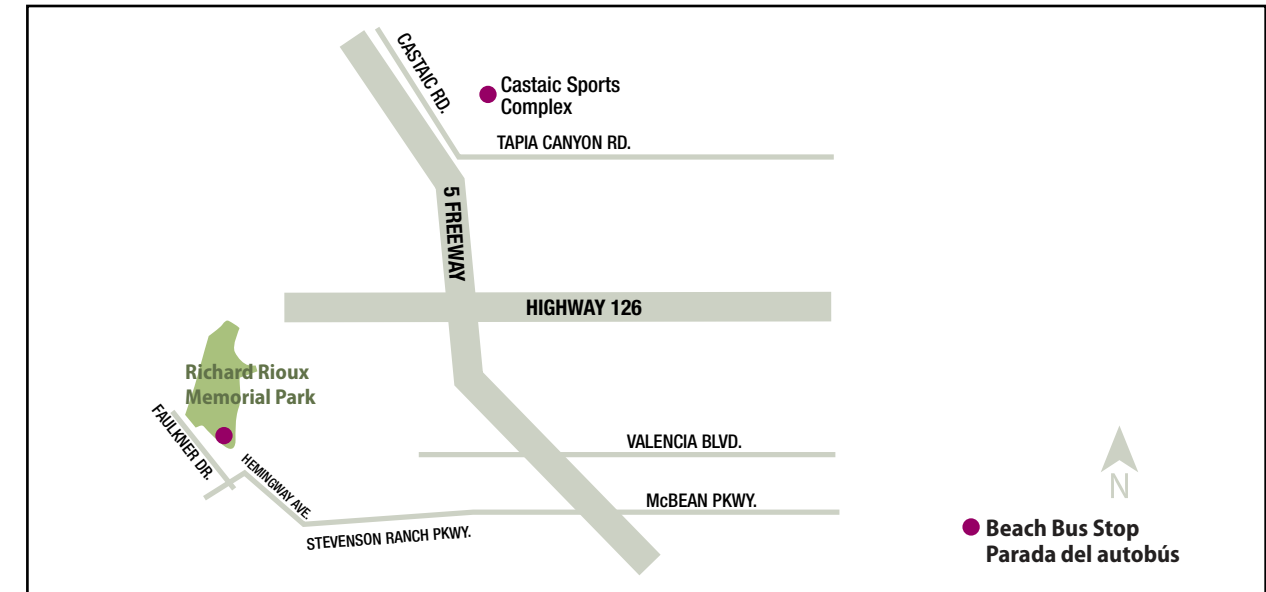 CASTAIC RD.
Castaic Sports
Complex
TAPIA CANYON RD.
5 FREEWAY
HIGHWAY 126
Richard Rioux
Memorial Park
FAULKNER DR.
HEMINGWAY AVE.
VALENCIA BLVD.
McBEAN PKWY.
STEVENSON RANCH PKWY.
N
Beach Bus Stop
Parada del autobús